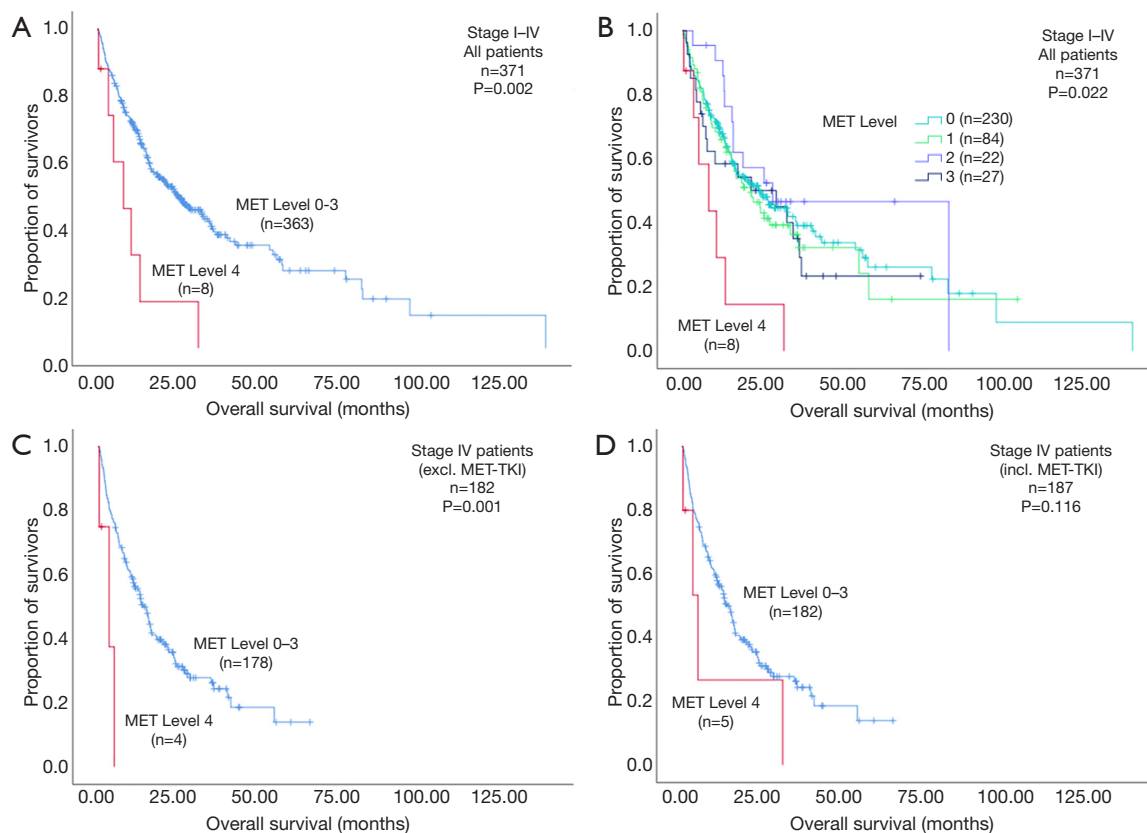 A
Stage I–IV
All patients
n=371
P=0.002
Proportion of survivors
1.0
0.8
0.6
0.4
0.2
0.0
MET Level 0-3
(n=363)
MET Level 4
(n=8)
0.00 25.00 50.00 75.00 100.00 125.00
Overall survival (months)
B
Stage I–IV
All patients
n=371
P=0.022
Proportion of survivors
1.0
0.8
0.6
0.4
0.2
0.0
MET Level
0 (n=230)
1 (n=84)
2 (n=22)
3 (n=27)
MET Level 4
(n=8)
0.00 25.00 50.00 75.00 100.00 125.00
Overall survival (months)
C
Stage IV patients
(excl. MET-TKI)
n=182
P=0.001
Proportion of survivors
1.0
0.8
0.6
0.4
0.2
0.0
MET Level 0–3
(n=178)
MET Level 4
(n=4)
0.00 25.00 50.00 75.00 100.00 125.00
Overall survival (months)
D
Stage IV patients
(incl. MET-TKI)
n=187
P=0.116
Proportion of survivors
1.0
0.8
0.6
0.4
0.2
0.0
MET Level 0–3
(n=182)
MET Level 4
(n=5)
0.00 25.00 50.00 75.00 100.00 125.00
Overall survival (months)